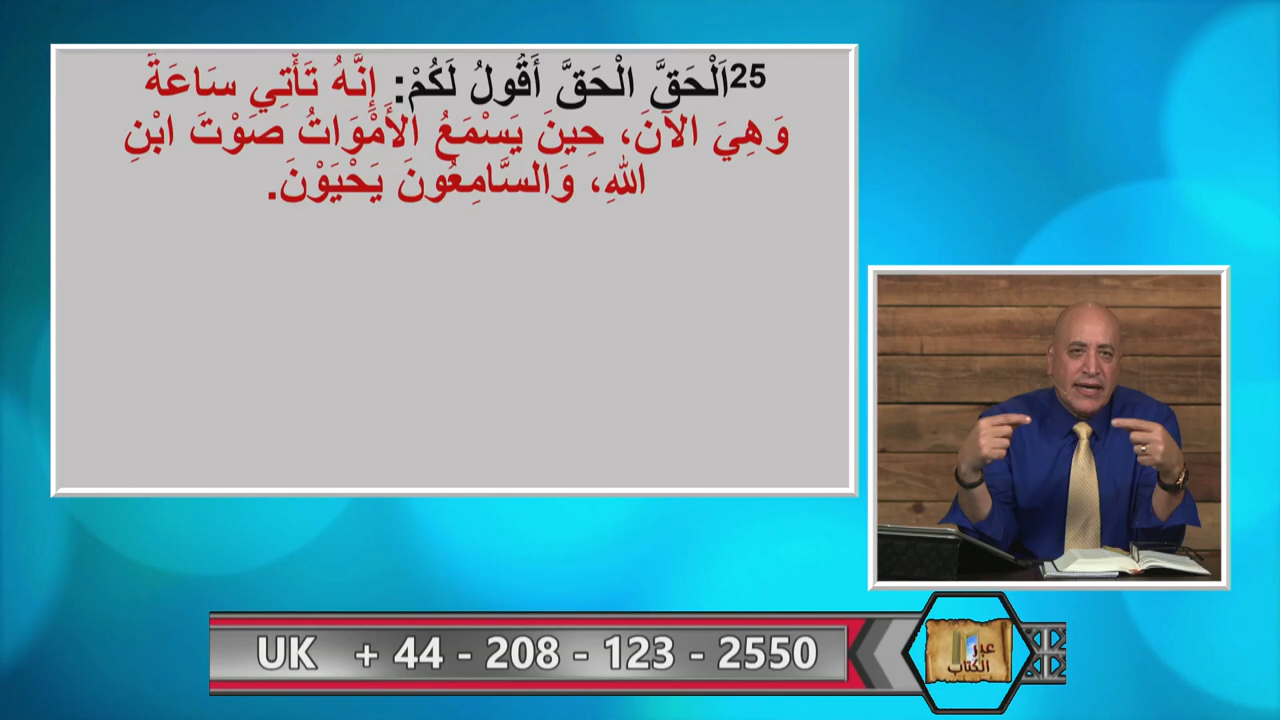 25اَلْحَقَّ الْحَقَّ أَقُولُ لَكُمْ: إِنَّهُ تَأْتِي سَاعَةٌ
وَهِيَ الآنَ، حِينَ يَسْمَعُ الأَمْوَاتُ صَوْتَ ابْنِ
اللهِ، وَالسَّامِعُونَ يَحْيَوْنَ.
UK + 44 - 208 - 123 - 2550
عبر
الكتاب